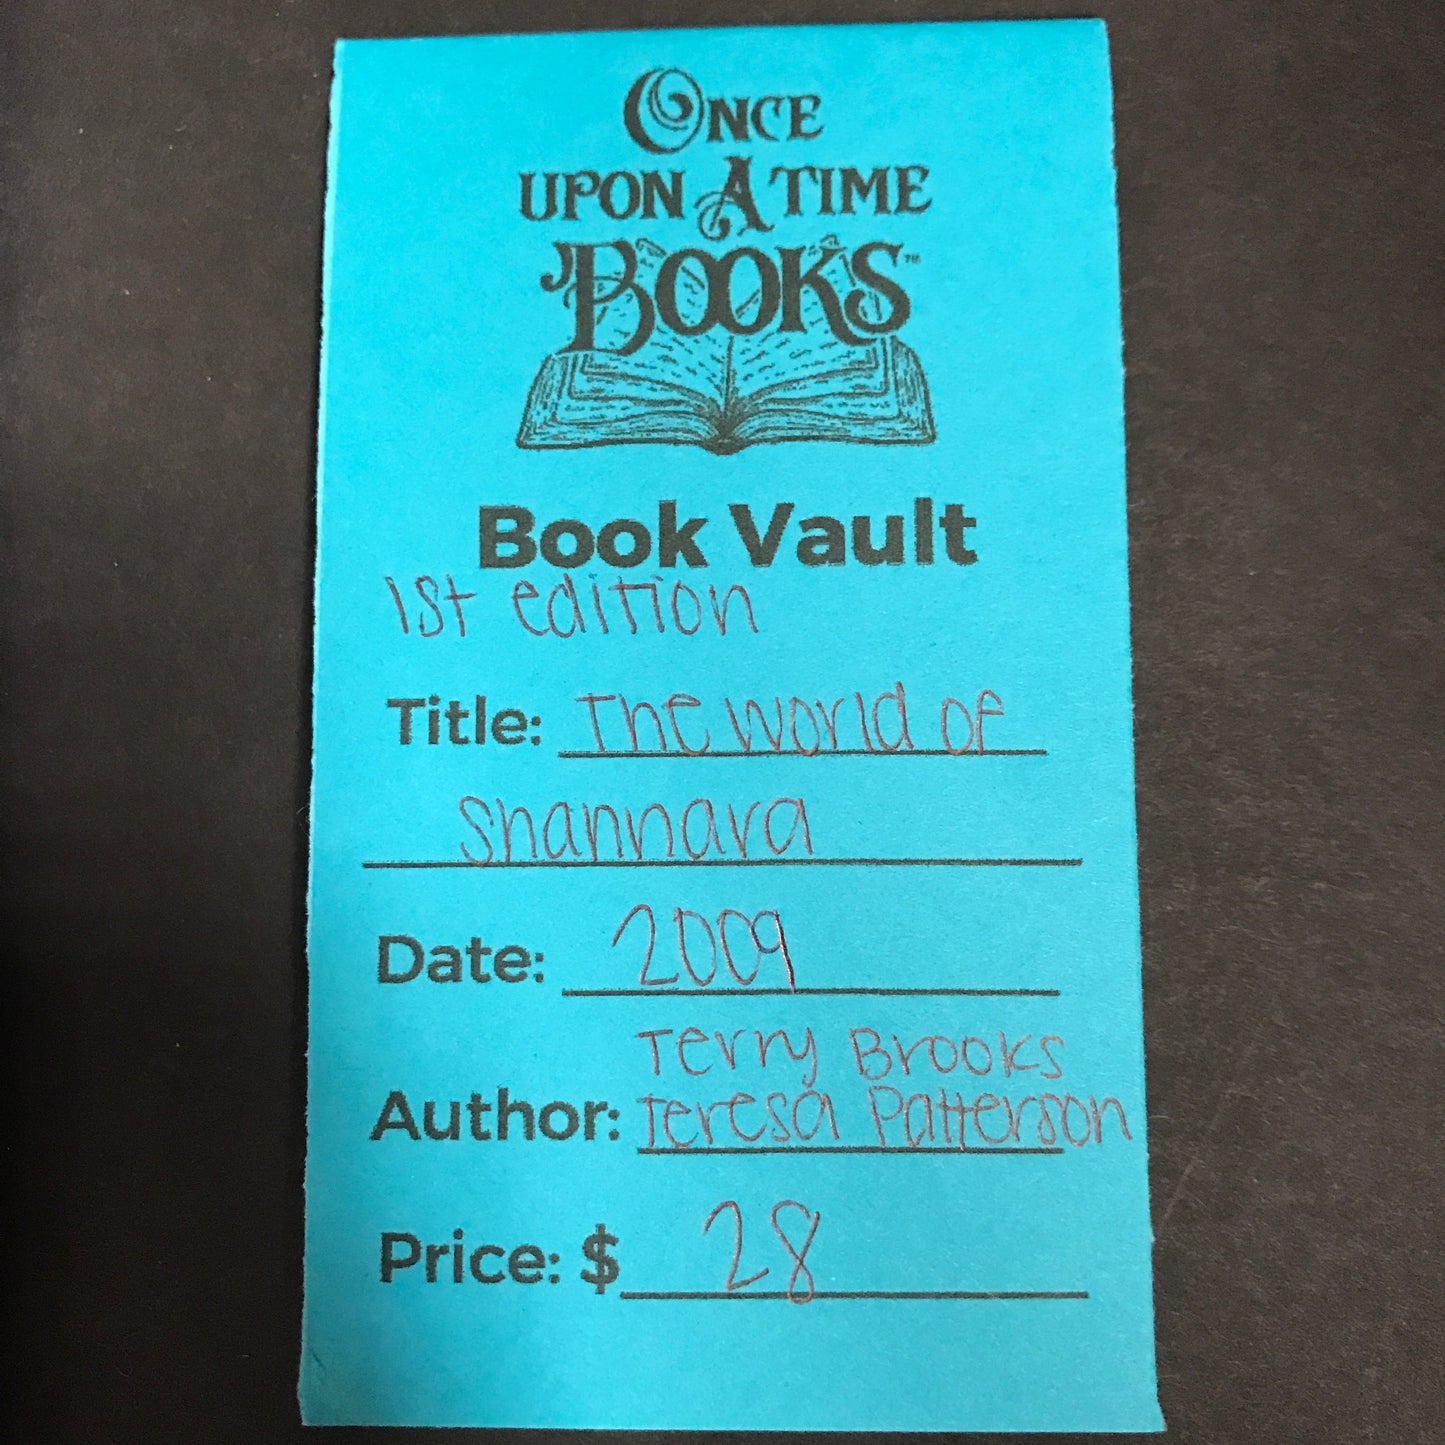 ONCE
UPON A TIME
BOOKS™
Book Vault
1st edition
Title: The World of
Shannara
Date: 2009
Terry Brooks
Author: Teresa Patterson
Price: $ 28